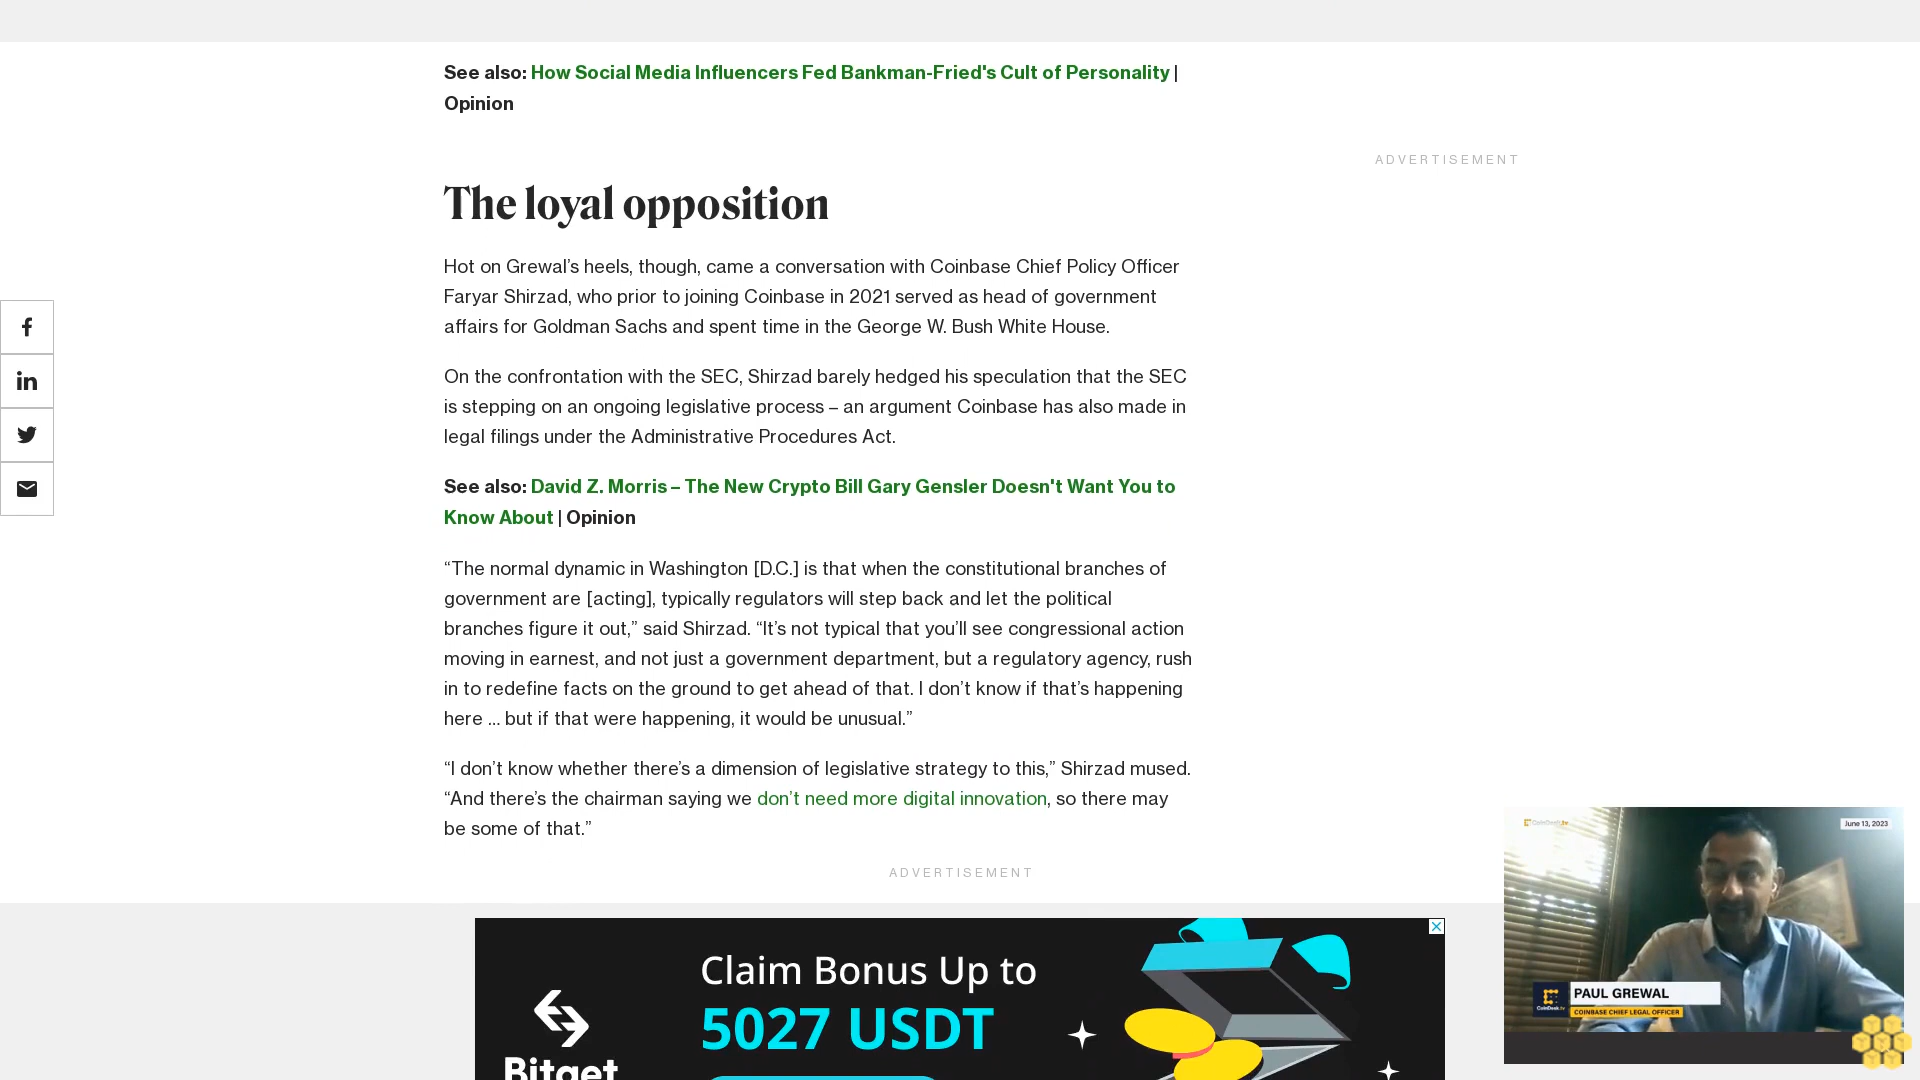 See also: How Social Media Influencers Fed Bankman-Fried's Cult of Personality |
Opinion
ADVERTISEMENT
The loyal opposition
Hot on Grewal’s heels, though, came a conversation with Coinbase Chief Policy Officer
Faryar Shirzad, who prior to joining Coinbase in 2021 served as head of government
affairs for Goldman Sachs and spent time in the George W. Bush White House.
On the confrontation with the SEC, Shirzad barely hedged his speculation that the SEC
is stepping on an ongoing legislative process – an argument Coinbase has also made in
legal filings under the Administrative Procedures Act.
See also: David Z. Morris – The New Crypto Bill Gary Gensler Doesn't Want You to
Know About | Opinion
“The normal dynamic in Washington [D.C.] is that when the constitutional branches of
government are [acting], typically regulators will step back and let the political
branches figure it out,” said Shirzad. “It’s not typical that you’ll see congressional action
moving in earnest, and not just a government department, but a regulatory agency, rush
in to redefine facts on the ground to get ahead of that. I don’t know if that’s happening
here … but if that were happening, it would be unusual.”
“I don’t know whether there’s a dimension of legislative strategy to this,” Shirzad mused.
“And there’s the chairman saying we don’t need more digital innovation, so there may
be some of that.”
ADVERTISEMENT
Claim Bonus Up to
5027 USDT
Bitget
CoinDesk.tv
June 13, 2023
PAUL GREWAL
COINBASE CHIEF LEGAL OFFICER
CoinDesk.tv